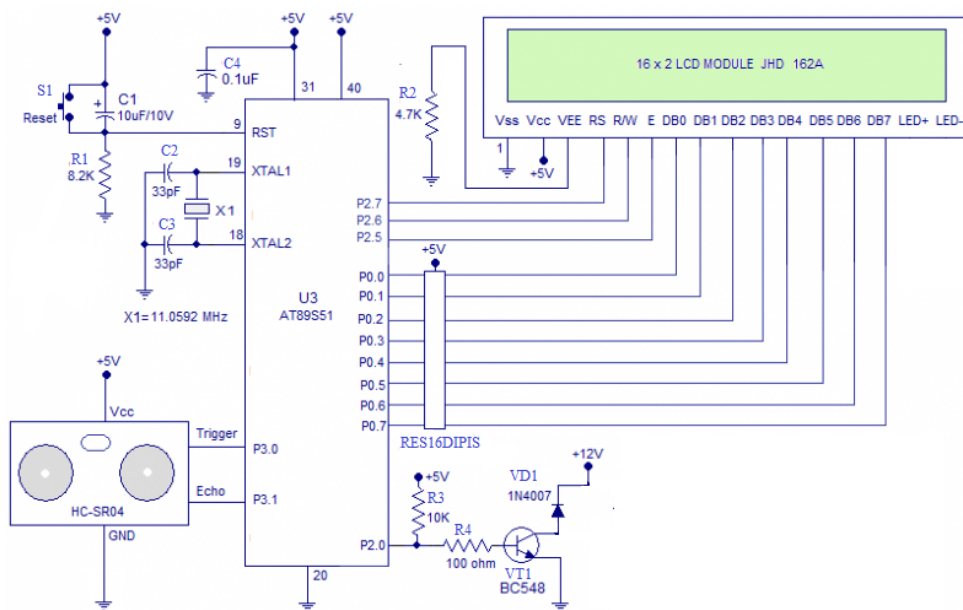 +5V
+5V
+5V
S1
Reset
C1
10uF/10V
C4
0.1uF
31
40
R2
4.7K
16 x 2 LCD MODULE JHD 162A
Vss Vcc VEE RS R/W E DB0 DB1 DB2 DB3 DB4 DB5 DB6 DB7 LED+ LED-
1
+5V
9
RST
R1
8.2K
C2
33pF
19
XTAL1
X1
C3
33pF
18
XTAL2
X1=11.0592 MHz
U3
AT89S51
P2.7
P2.6
P2.5
+5V
P0.0
P0.1
P0.2
P0.3
P0.4
P0.5
P0.6
P0.7
RES16DIPIS
+5V
Vcc
Trigger
P3.0
Echo
P3.1
HC-SR04
GND
20
P2.0
+5V
R3
10K
R4
100 ohm
+12V
VD1
1N4007
VT1
BC548